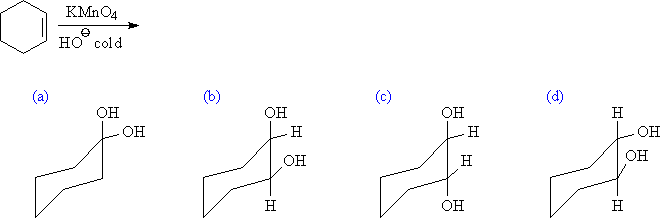 KMnO4
HO⊖ cold
(a) (b) (c) (d)
OH OH OH H
OH H H OH
OH H OH
H OH H